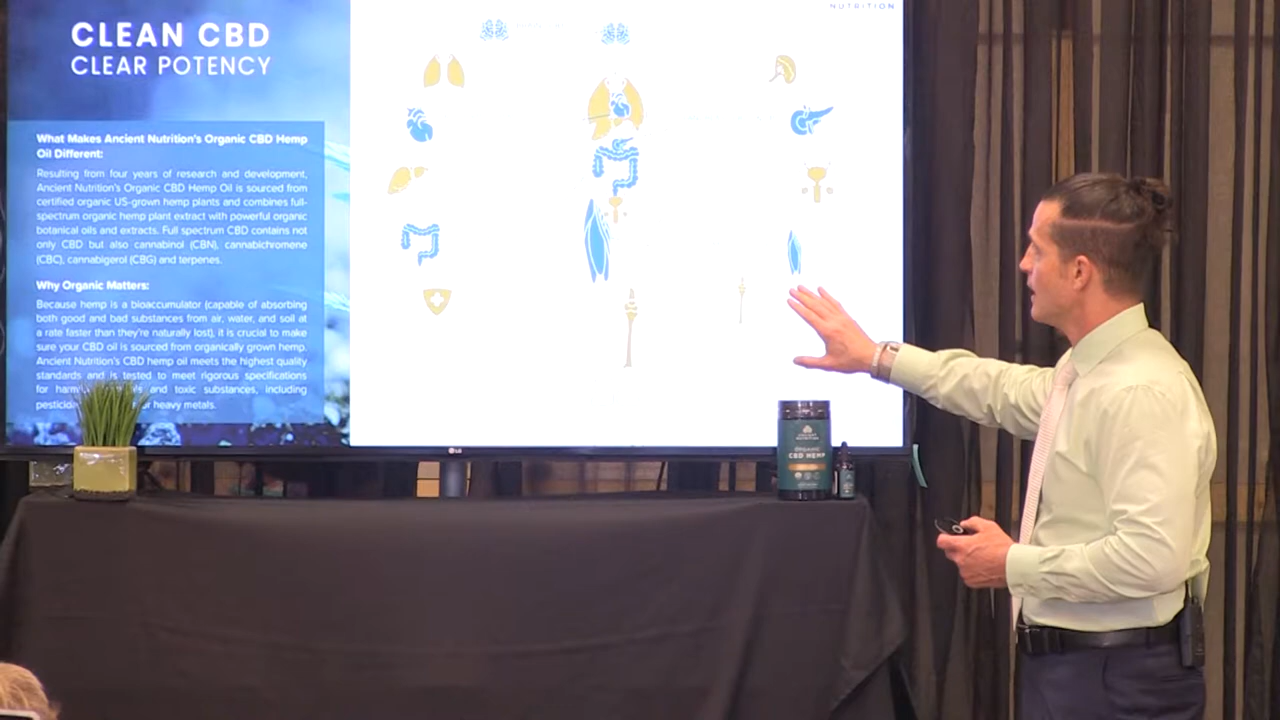 CLEAN CBD
CLEAR POTENCY
What Makes Ancient Nutrition's Organic CBD Hemp
Oil Different:
Resulting from four years of research and development,
Ancient Nutrition's Organic CBD Hemp Oil is sourced from
certified organic US-grown hemp plants and combines full-
spectrum organic hemp plant extract with powerful organic
botanical oils and extracts. Full spectrum CBD contains not
only CBD but also cannabinol (CBN), cannabichromene
(CBC), cannabigerol (CBG) and terpenes.
Why Organic Matters:
Because hemp is a bioaccumulator (capable of absorbing
both good and bad substances from air, water, and soil at
a rate faster than they're naturally lost), it is crucial to make
sure your CBD oil is sourced from organically grown hemp.
Ancient Nutrition's CBD hemp oil meets the highest quality
standards and is tested to meet rigorous specifications
for and toxic substances, including
or heavy metals.
NUTRITION
LG
ANCIENT
NUTRITION
ORGANIC
CBD HEMP